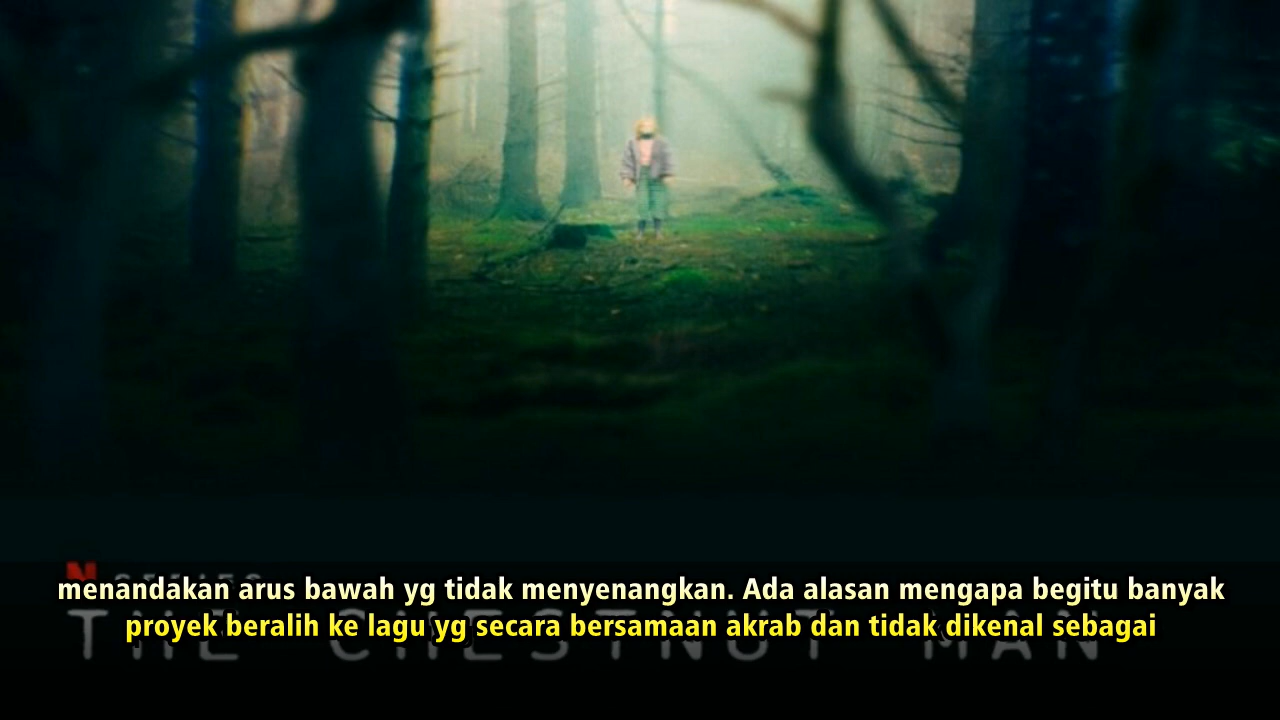 N SERIES
menandakan arus bawah yg tidak menyenangkan. Ada alasan mengapa begitu banyak
proyek beralih ke lagu yg secara bersamaan akrab dan tidak dikenal sebagai
THE CHESTNUT MAN